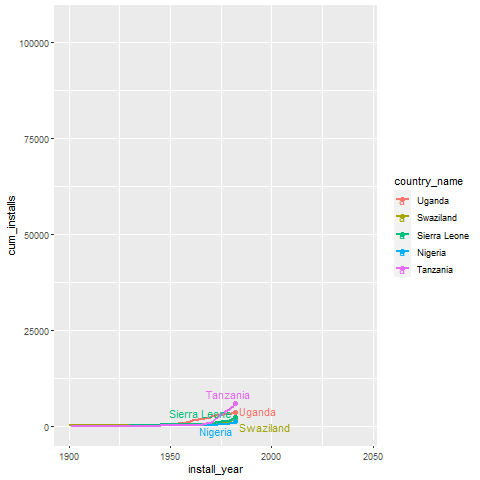 cum_installs
100000
75000
50000
25000
0
Tanzania
Sierra Leone
Uganda
Nigeria
Swaziland
1900
1950
2000
2050
install_year
country_name
a Uganda
a Swaziland
a Sierra Leone
a Nigeria
a Tanzania